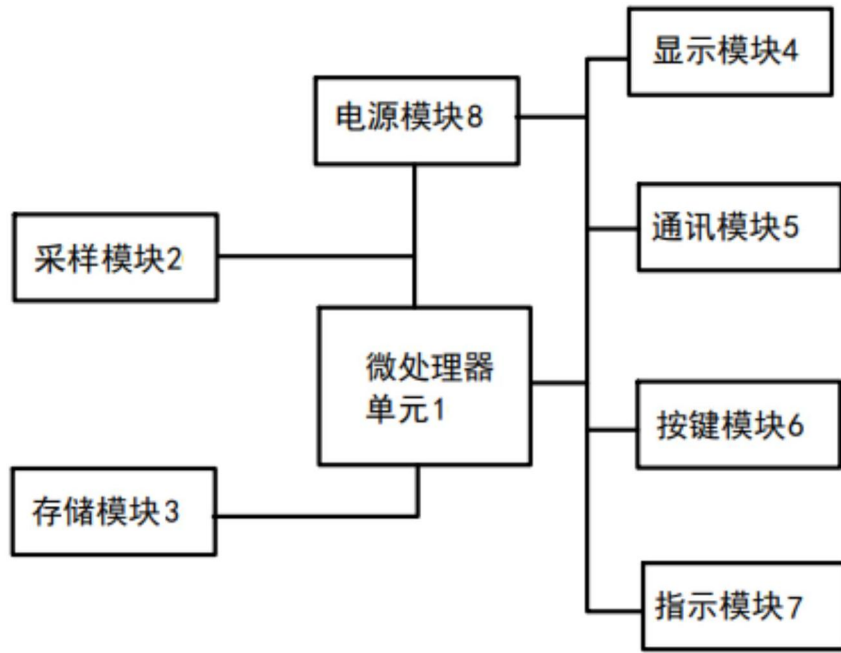 显示模块4
电源模块8
通讯模块5
采样模块2
微处理器
单元1
按键模块6
存储模块3
指示模块7